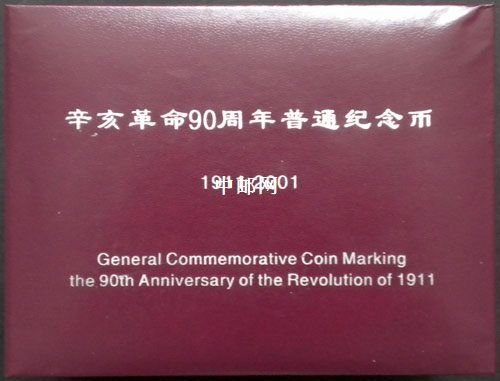 辛亥革命90周年普通纪念币
1911-2001
中邮网
General Commemorative Coin Marking
the 90th Anniversary of the Revolution of 1911